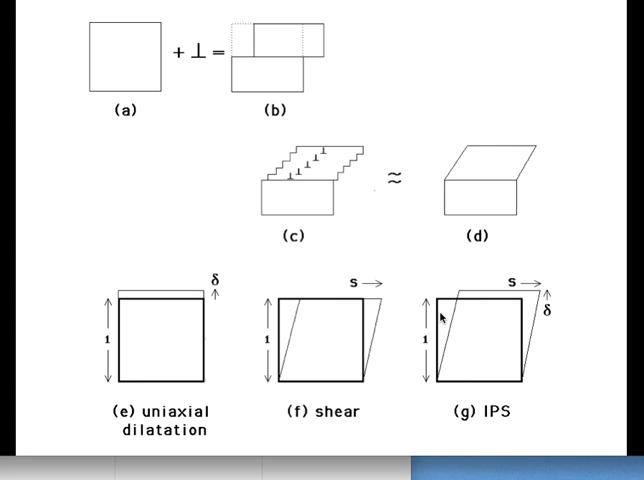 + ⊥ =
(a)
(b)
≈
(c)
(d)
δ
1
s →
1
s →
δ
1
(e) uniaxial
dilatation
(f) shear
(g) IPS